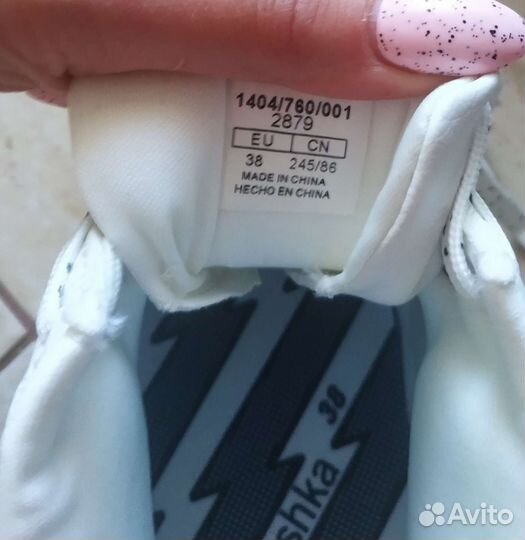 1404/760/001
2879
EU CN
38 245/86
MADE IN CHINA
HECHO EN CHINA
38
shka
Avito